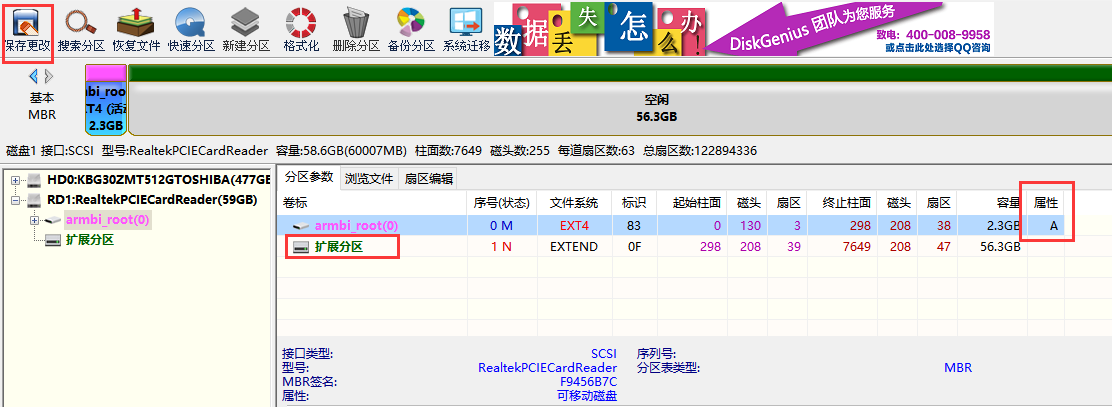 保存更改 搜索分区 恢复文件 快速分区 新建分区 格式化 删除分区 备份分区 系统迁移
数据丢失怎么办!
DiskGenius 团队为您服务
致电: 400-008-9958
或点击此处选择QQ咨询
基本
MBR
bi_roo
T4 (活动
2.3GB
空闲
56.3GB
磁盘1 接口:SCSI 型号:RealtekPCIECardReader 容量:58.6GB(60007MB) 柱面数:7649 磁头数:255 每道扇区数:63 总扇区数:122894336
HD0:KBG30ZMT512GTOSHIBA(477GB
RD1:RealtekPCIECardReader(59GB)
armbi_root(0)
扩展分区
分区参数 浏览文件 扇区编辑
卷标 序号(状态) 文件系统 标识 起始柱面 磁头 扇区 终止柱面 磁头 扇区 容量 属性
armbi_root(0) 0 M EXT4 83 0 130 3 298 208 38 2.3GB A
扩展分区 1 N EXTEND 0F 298 208 39 7649 208 47 56.3GB
接口类型: SCSI 序列号:
型号: RealtekPCIECardReader 分区表类型: MBR
MBR签名: F9456B7C
属性: 可移动磁盘